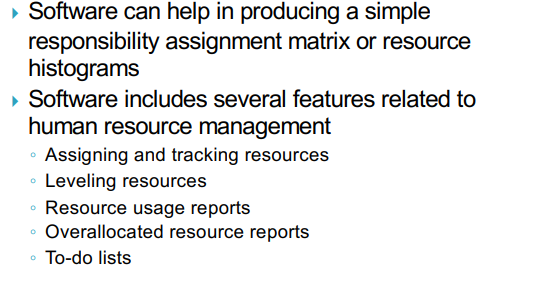 Software can help in producing a simple
responsibility assignment matrix or resource
histograms
Software includes several features related to
human resource management
Assigning and tracking resources
Leveling resources
Resource usage reports
Overallocated resource reports
To-do lists